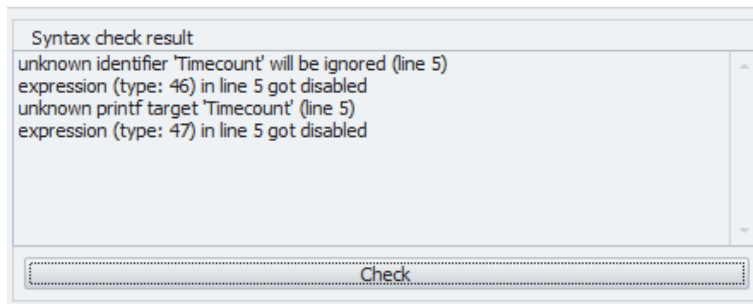 Syntax check result
unknown identifier 'Timecount' will be ignored (line 5)
expression (type: 46) in line 5 got disabled
unknown printf target 'Timecount' (line 5)
expression (type: 47) in line 5 got disabled
Check